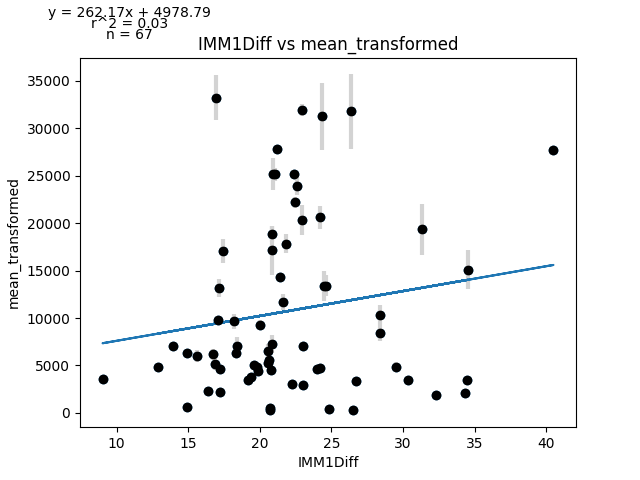 y = 262.17x + 4978.79
r^2 = 0.03
n = 67
IMM1Diff vs mean_transformed
35000
30000
25000
20000
15000
10000
5000
0
mean_transformed
10 15 20 25 30 35 40
IMM1Diff